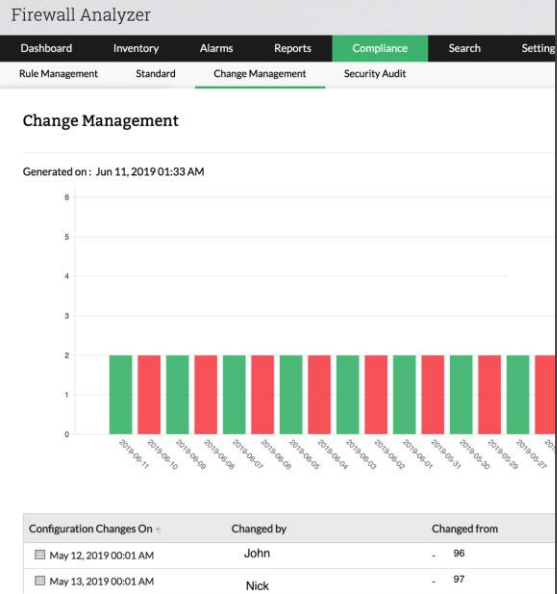 Firewall Analyzer
Dashboard Inventory Alarms Reports Compliance Search Setting
Rule Management Standard Change Management Security Audit
Change Management
Generated on : Jun 11, 2019 01:33 AM
6
5
4
3
2
1
0
2019-06-11 2019-06-10 2019-06-09 2019-06-08 2019-06-07 2019-06-06 2019-06-05 2019-06-04 2019-06-03 2019-06-02 2019-06-01 2019-05-31 2019-05-30 2019-05-29 2019-05-27
Configuration Changes On Changed by Changed from
May 12, 2019 00:01 AM John - 96
May 13, 2019 00:01 AM Nick - 97